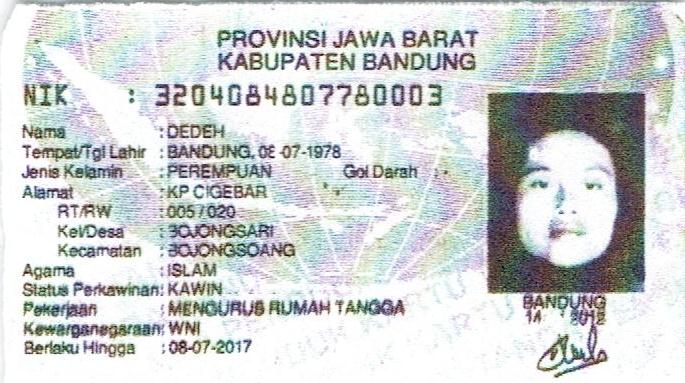 PROVINSI JAWA BARAT
KABUPATEN BANDUNG
NIK : 3204084807780003
Nama : DEDEH
Tempat/Tgl Lahir : BANDUNG, 08-07-1978
Jenis Kelamin : PEREMPUAN Gol Darah : -
Alamat : KP CIGEBAR
RT/RW : 005 / 020
Kel/Desa : BOJONGSARI
Kecamatan : BOJONGSOANG
Agama : ISLAM
Status Perkawinan: KAWIN
Pekerjaan : MENGURUS RUMAH TANGGA
Kewarganegaraan: WNI
Berlaku Hingga : 08-07-2017
BANDUNG
14 2012